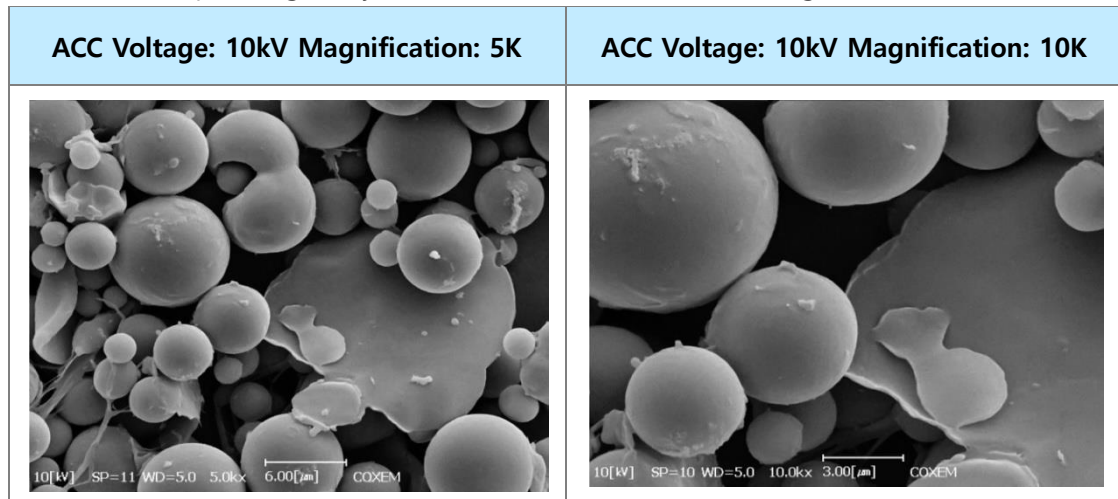 ACC Voltage: 10kV Magnification: 5K
ACC Voltage: 10kV Magnification: 10K
10[kV] SP=11 WD=5.0 5.0kx 6.00[㎛] COXEM
10[kV] SP=10 WD=5.0 10.0kx 3.00[㎛] COXEM